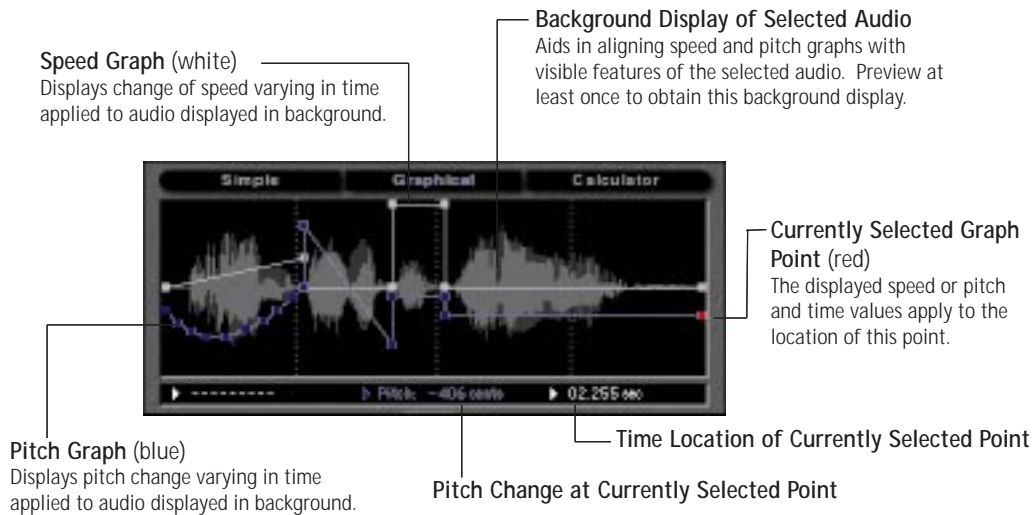 Background Display of Selected Audio
Aids in aligning speed and pitch graphs with
visible features of the selected audio. Preview at
least once to obtain this background display.
Speed Graph (white)
Displays change of speed varying in time
applied to audio displayed in background.
Simple
Graphical
Calculator
Currently Selected Graph
Point (red)
The displayed speed or pitch
and time values apply to the
location of this point.
----------
Pitch: -406 cents
02.255 sec
Time Location of Currently Selected Point
Pitch Graph (blue)
Displays pitch change varying in time
applied to audio displayed in background.
Pitch Change at Currently Selected Point